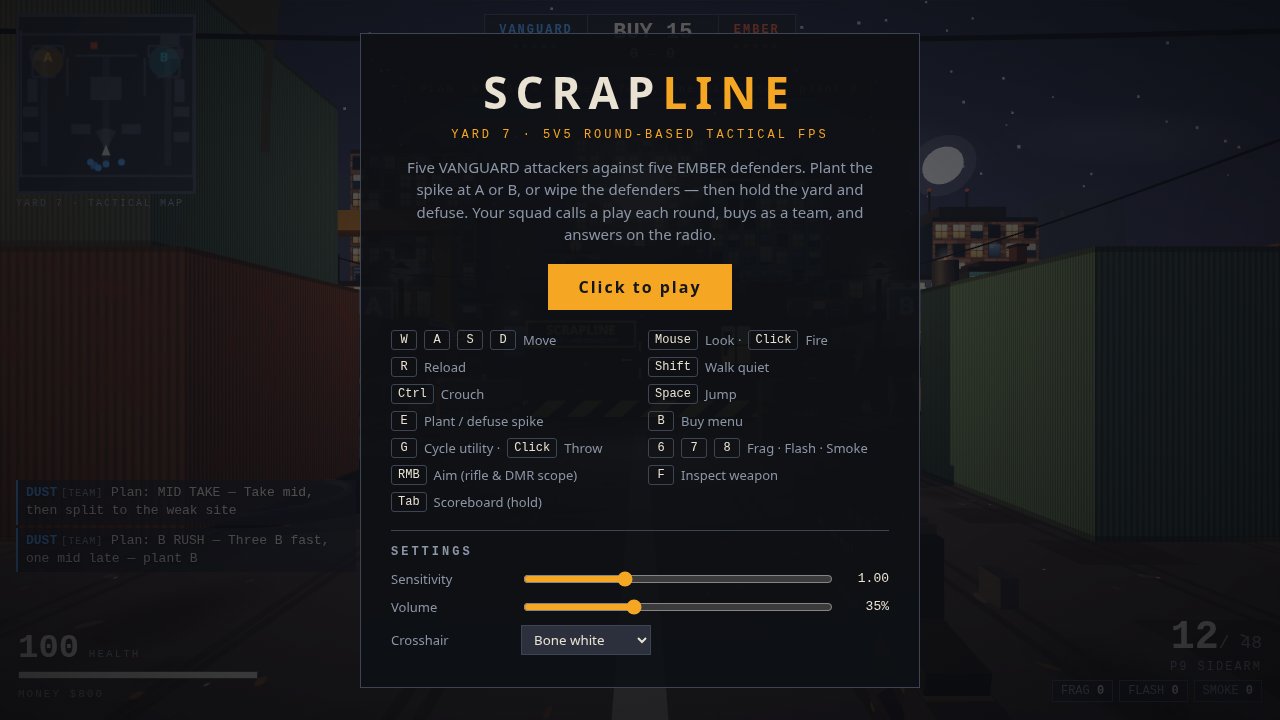 VANGUARD BUY 15 EMBER
0 — 0
A B
YARD 7 · TACTICAL MAP
SCRAPLINE
YARD 7 · 5V5 ROUND-BASED TACTICAL FPS
Five VANGUARD attackers against five EMBER defenders. Plant the
spike at A or B, or wipe the defenders — then hold the yard and
defuse. Your squad calls a play each round, buys as a team, and
answers on the radio.
Click to play
A
B
SCRAPLINE
W A S D Move
Mouse Look · Click Fire
R Reload
Shift Walk quiet
Ctrl Crouch
Space Jump
E Plant / defuse spike
B Buy menu
G Cycle utility · Click Throw
6 7 8 Frag · Flash · Smoke
RMB Aim (rifle & DMR scope)
F Inspect weapon
Tab Scoreboard (hold)
SETTINGS
Sensitivity 1.00
Volume 35%
Crosshair Bone white
DUST [TEAM] Plan: MID TAKE — Take mid,
then split to the weak site
DUST [TEAM] Plan: B RUSH — Three B fast,
one mid late — plant B
100 HEALTH
MONEY $800
12 / 48
P9 SIDEARM
FRAG 0 FLASH 0 SMOKE 0